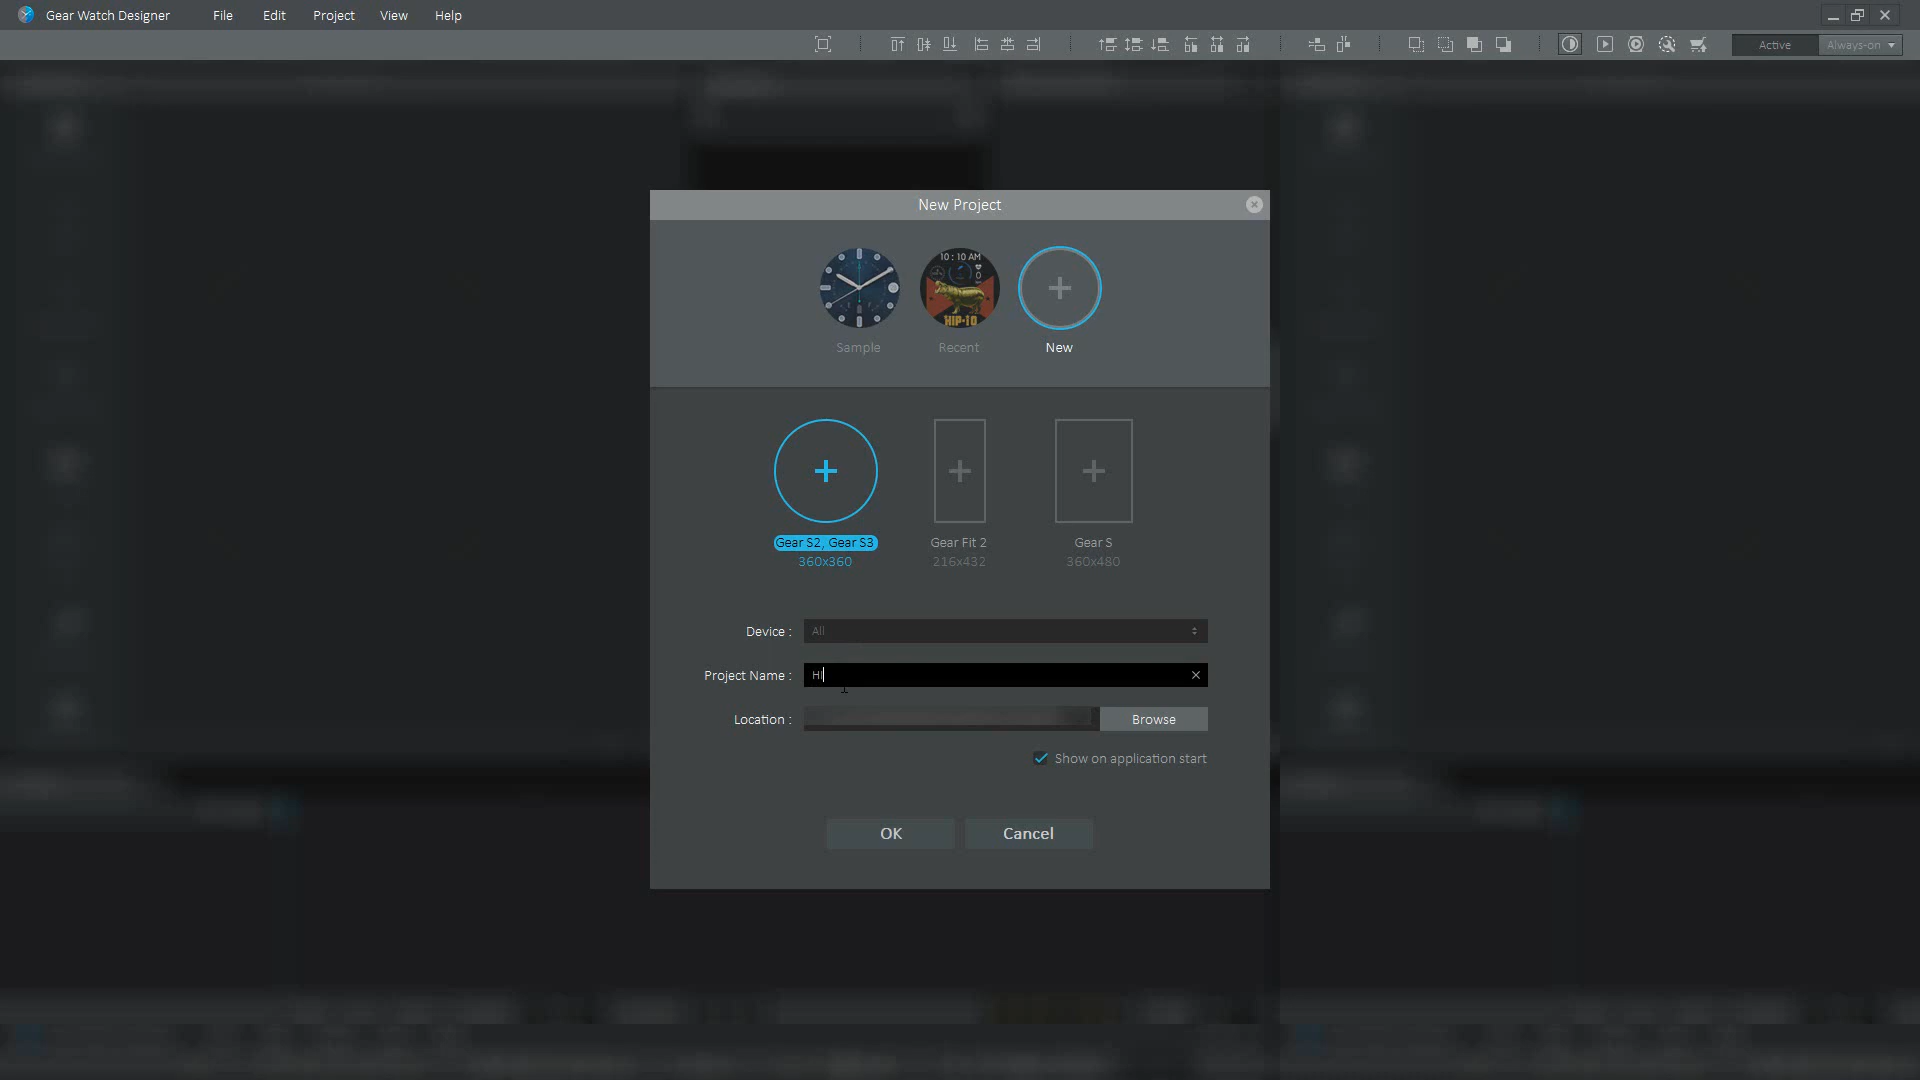 Gear Watch Designer File Edit Project View Help
Active Always-on
New Project
10:10 AM
HIP-10
Sample Recent New
Gear S2, Gear S3 Gear Fit 2 Gear S
360x360 216x432 360x480
Device : All
Project Name : Hi
Location : Browse
Show on application start
OK Cancel